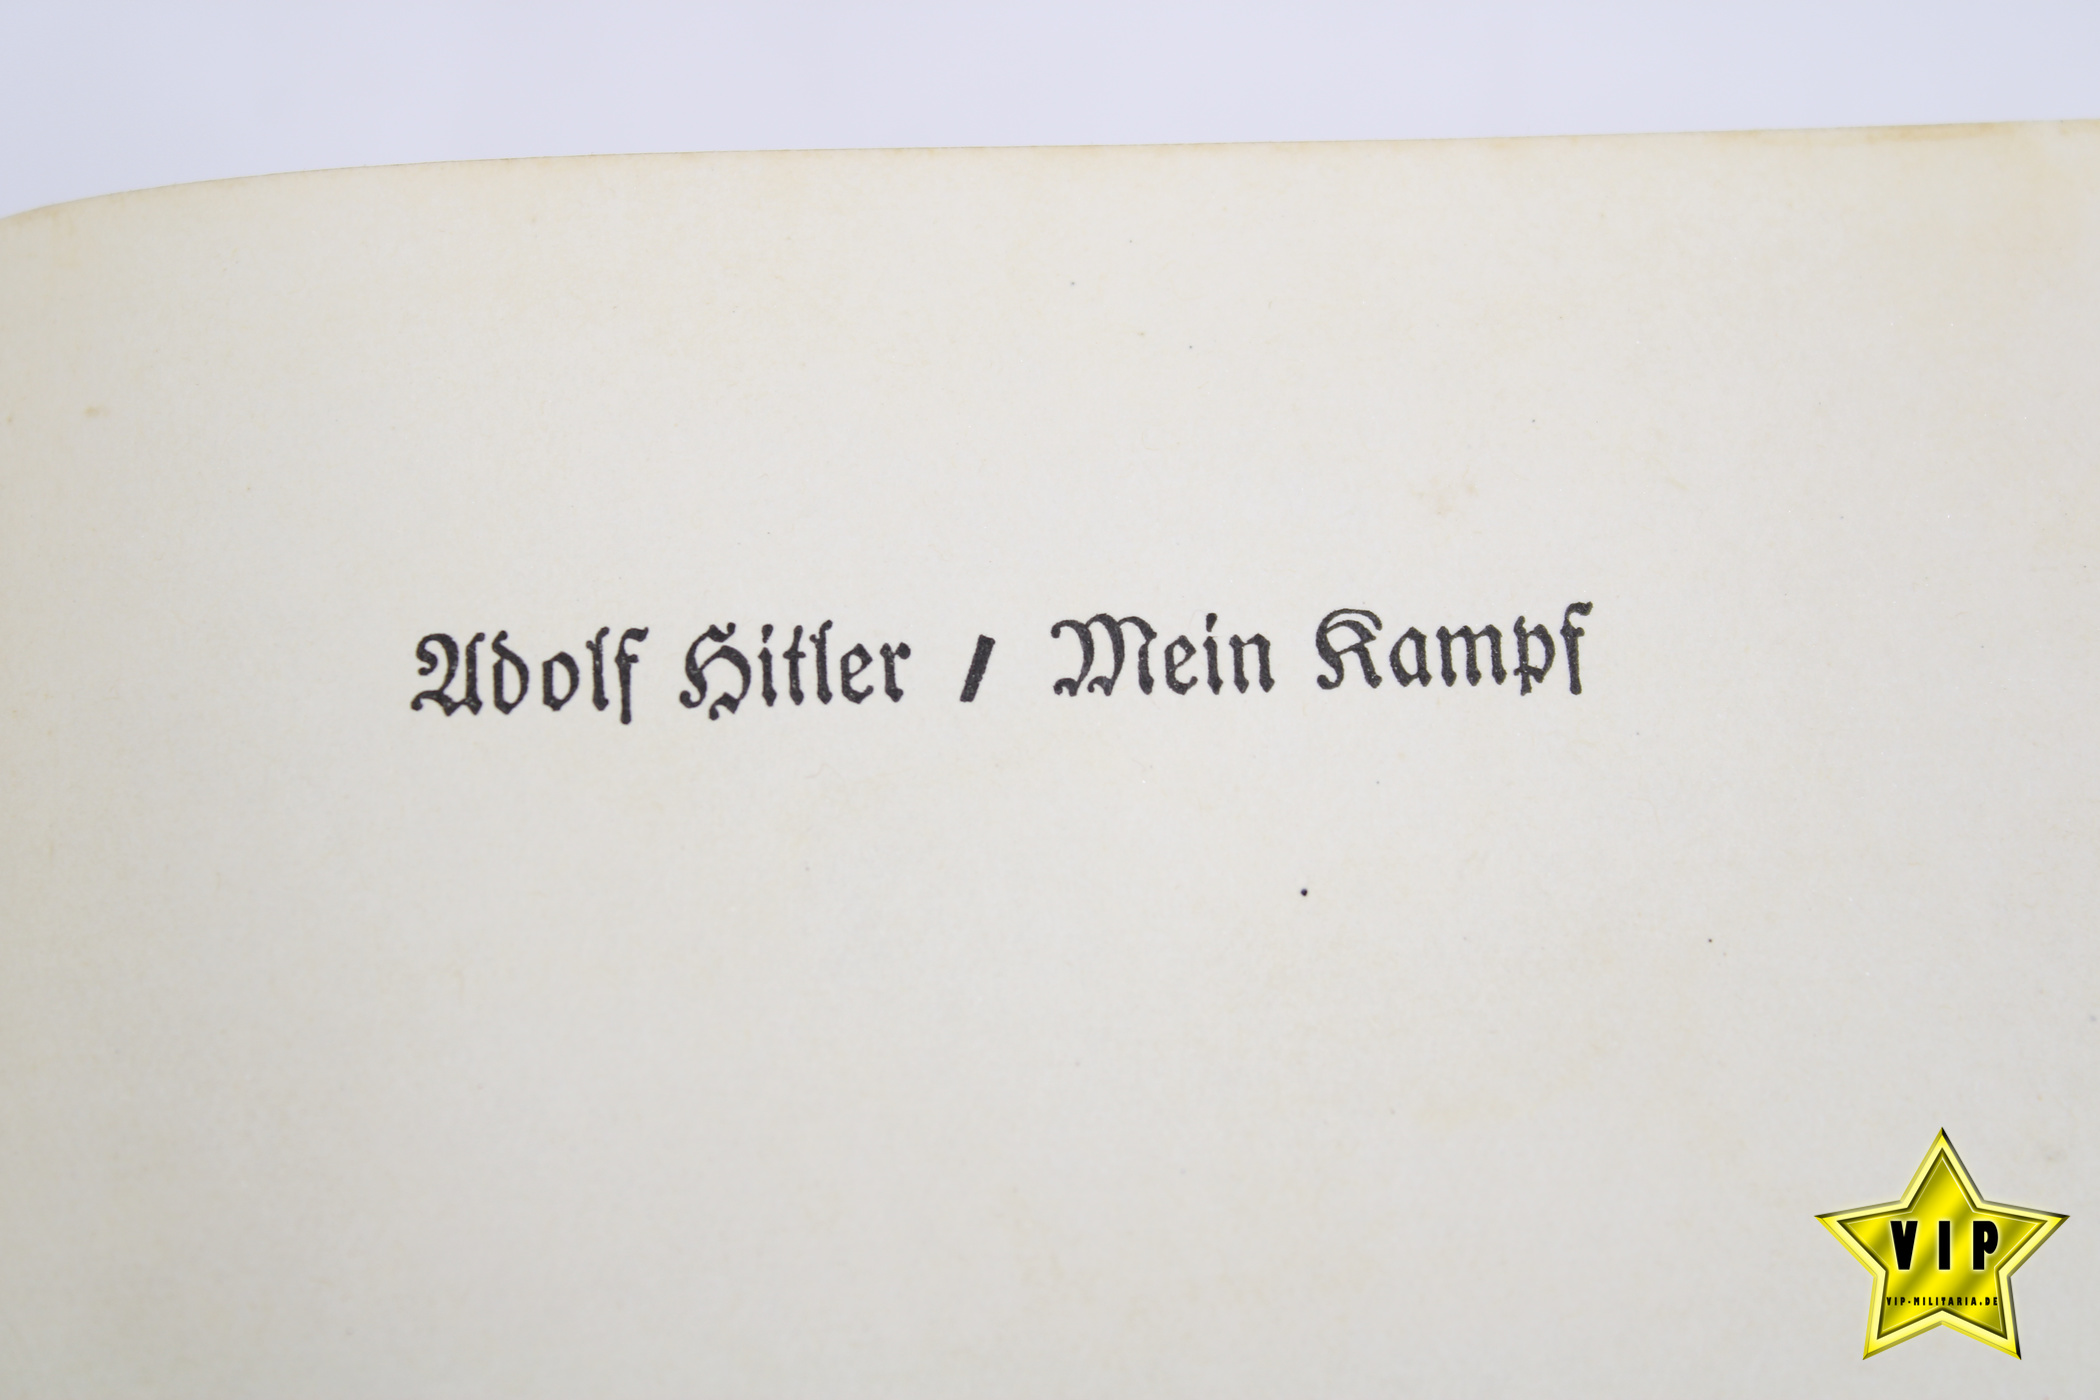 Adolf Hitler / Mein Kampf
VIP
VIP-MILITARIA.DE